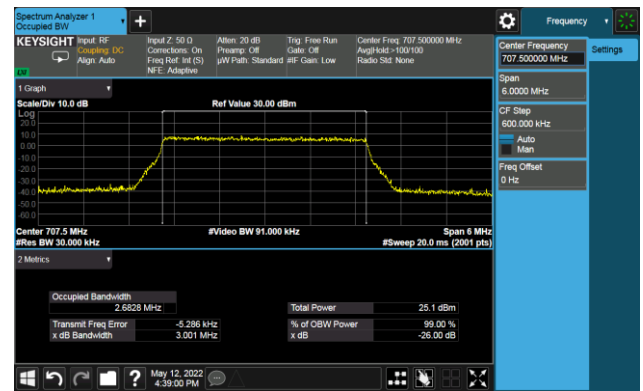 Spectrum Analyzer 1
Occupied BW
Frequency
KEYSIGHT
Input: RF
Coupling: DC
Align: Auto
Input Z: 50 Ω
Corrections: On
Freq Ref: Int (S)
NFE: Adaptive
Atten: 20 dB
Preamp: Off
µW Path: Standard
Trig: Free Run
Gate: Off
#IF Gain: Low
Center Freq: 707.500000 MHz
Avg|Hold:>100/100
Radio Std: None
Center Frequency
707.500000 MHz
Settings
Span
6.0000 MHz
CF Step
600.000 kHz
Auto
Man
Freq Offset
0 Hz
1 Graph
Scale/Div 10.0 dB
Ref Value 30.00 dBm
Log
20.0
10.0
0.00
-10.0
-20.0
-30.0
-40.0
-50.0
-60.0
Center 707.5 MHz
#Video BW 91.000 kHz
Span 6 MHz
#Res BW 30.000 kHz
#Sweep 20.0 ms (2001 pts)
2 Metrics
Occupied Bandwidth
2.6828 MHz
Total Power
25.1 dBm
Transmit Freq Error
-5.286 kHz
% of OBW Power
99.00 %
x dB Bandwidth
3.001 MHz
x dB
-26.00 dB
?
May 12, 2022
4:39:00 PM